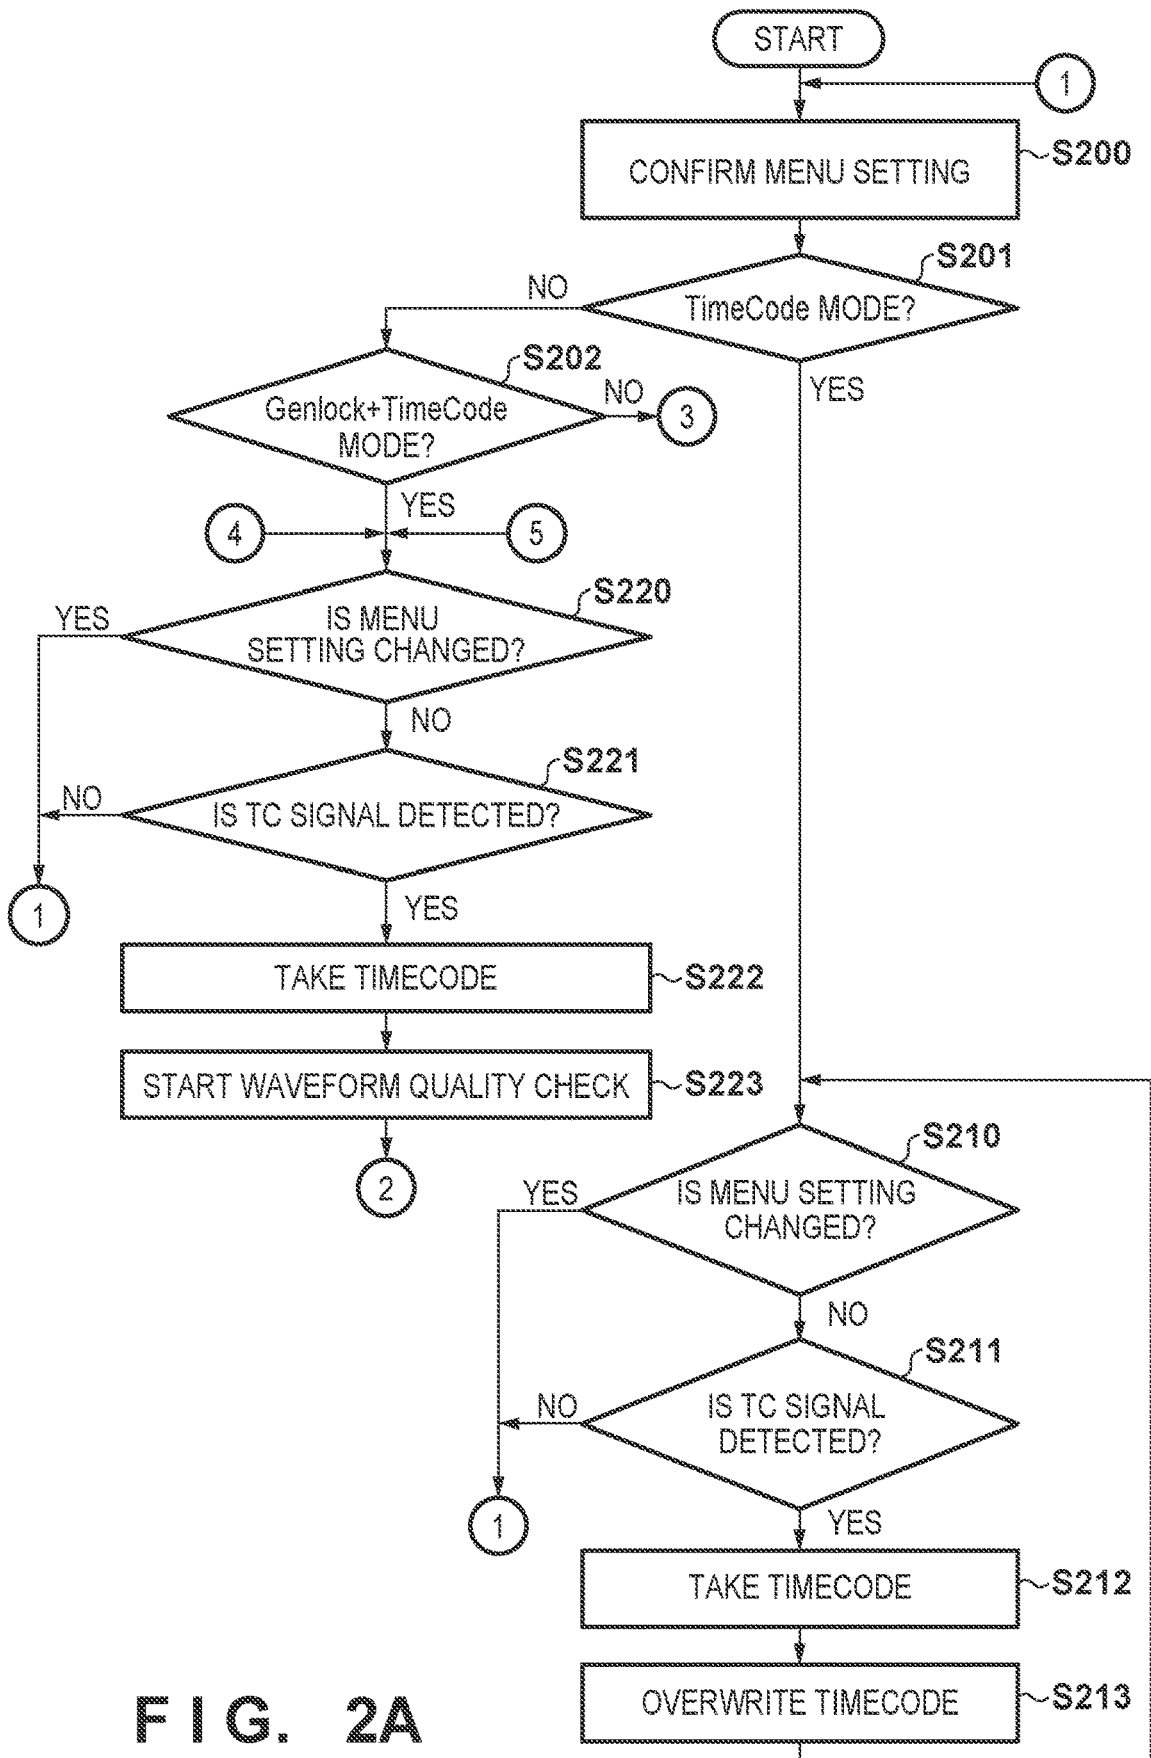 START
1
CONFIRM MENU SETTING
S200
S201
TimeCode MODE?
NO
YES
S202
Genlock+TimeCode
MODE?
NO
3
YES
4
5
S220
IS MENU
SETTING CHANGED?
YES
NO
S221
IS TC SIGNAL DETECTED?
NO
1
YES
TAKE TIMECODE
S222
START WAVEFORM QUALITY CHECK
S223
2
S210
IS MENU SETTING
CHANGED?
YES
NO
S211
IS TC SIGNAL
DETECTED?
NO
1
YES
TAKE TIMECODE
S212
OVERWRITE TIMECODE
S213
FIG. 2A